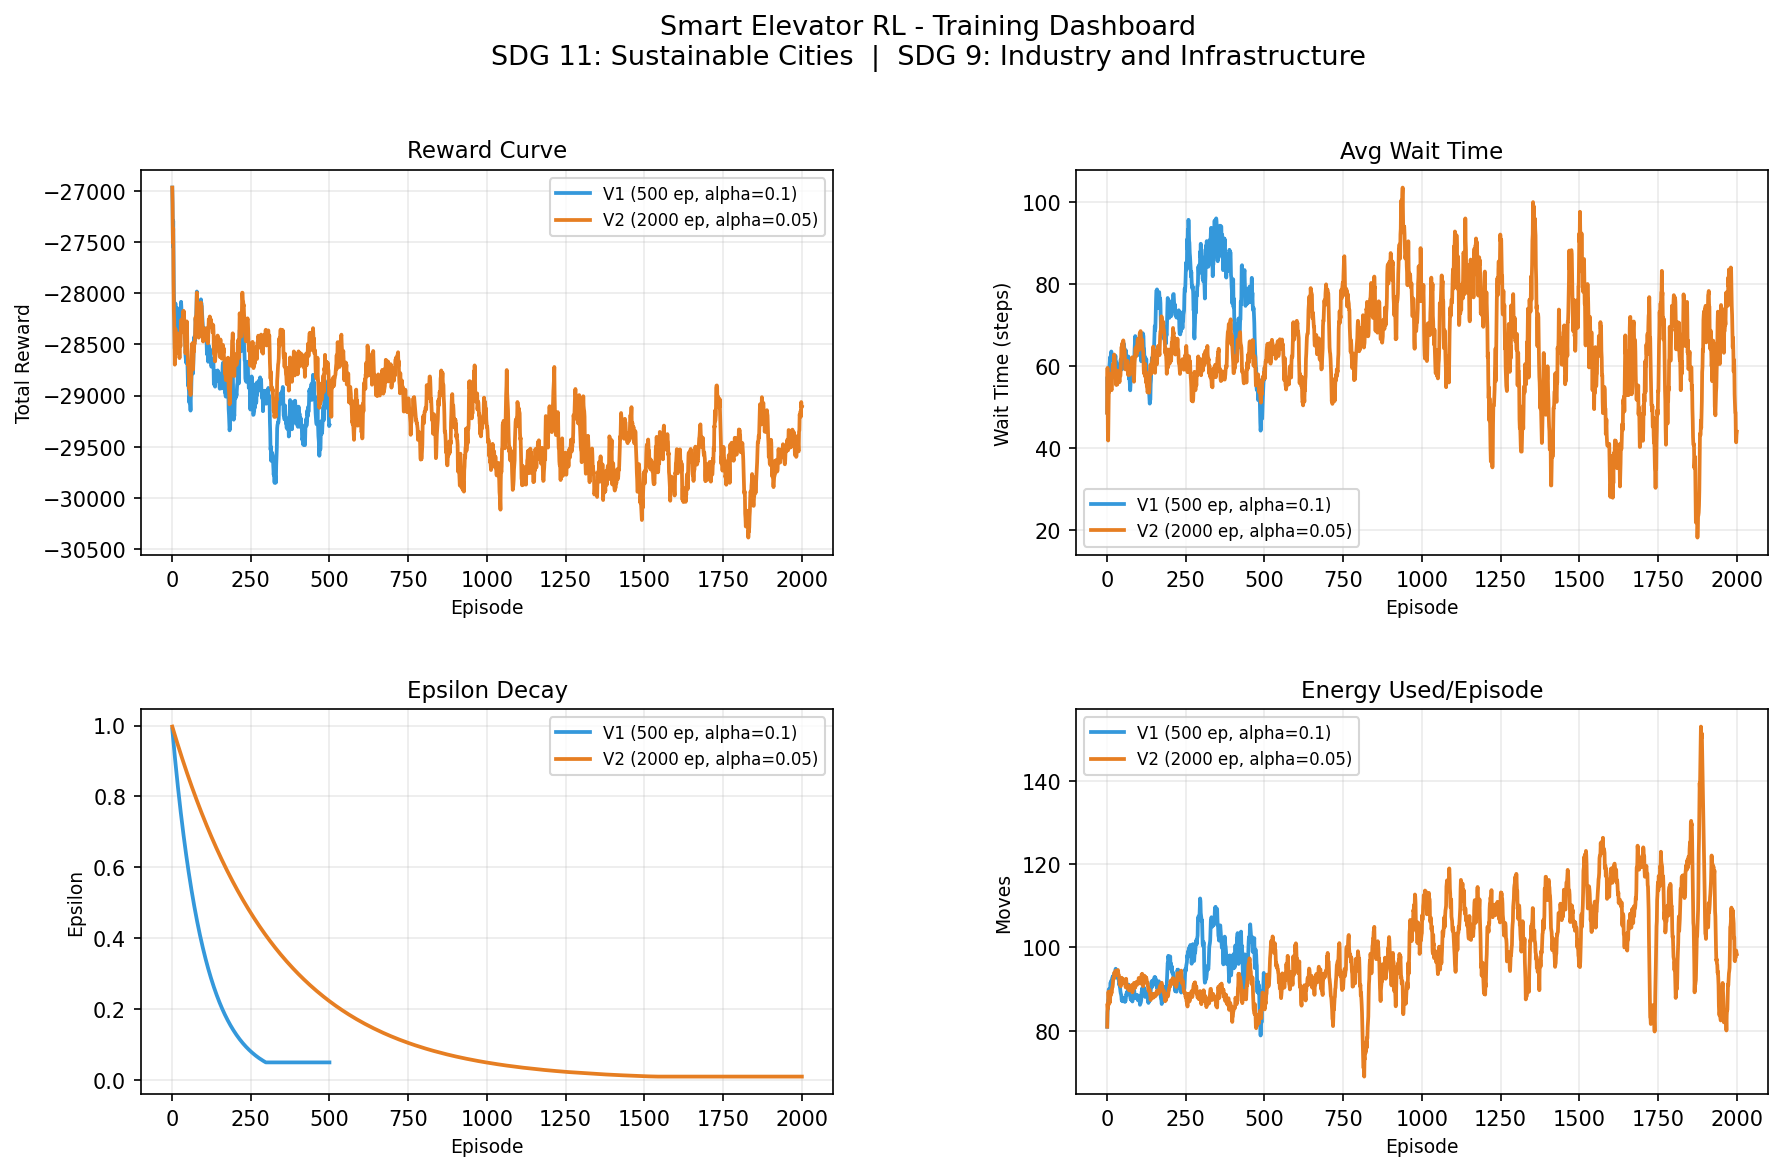 Smart Elevator RL - Training Dashboard
SDG 11: Sustainable Cities  |  SDG 9: Industry and Infrastructure
Reward Curve
V1 (500 ep, alpha=0.1)
V2 (2000 ep, alpha=0.05)
Total Reward
−27000
−27500
−28000
−28500
−29000
−29500
−30000
−30500
0 250 500 750 1000 1250 1500 1750 2000
Episode
Avg Wait Time
Wait Time (steps)
100
80
60
40
20
V1 (500 ep, alpha=0.1)
V2 (2000 ep, alpha=0.05)
0 250 500 750 1000 1250 1500 1750 2000
Episode
Epsilon Decay
V1 (500 ep, alpha=0.1)
V2 (2000 ep, alpha=0.05)
Epsilon
1.0
0.8
0.6
0.4
0.2
0.0
0 250 500 750 1000 1250 1500 1750 2000
Episode
Energy Used/Episode
V1 (500 ep, alpha=0.1)
V2 (2000 ep, alpha=0.05)
Moves
140
120
100
80
0 250 500 750 1000 1250 1500 1750 2000
Episode